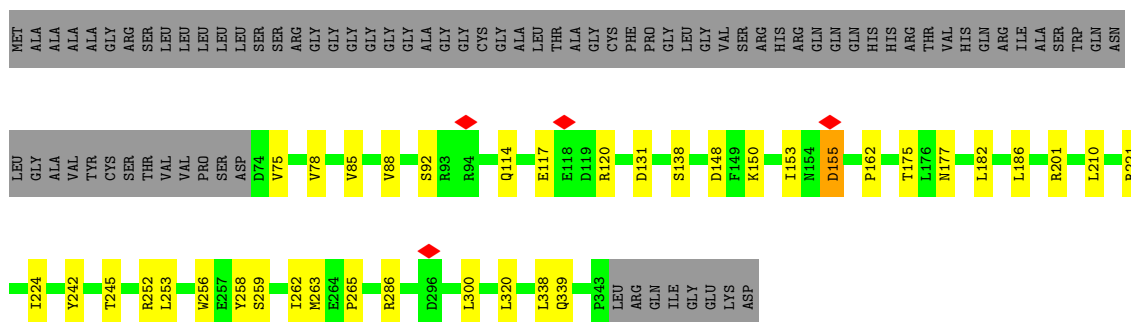 MET ALA ALA ALA ALA GLY ARG SER LEU LEU LEU LEU LEU SER SER ARG GLY GLY GLY GLY GLY GLY ALA GLY GLY CYS GLY ALA LEU THR ALA GLY CYS PHE PRO GLY LEU GLY VAL SER ARG HIS ARG GLN GLN GLN HIS HIS ARG THR VAL HIS GLN ARG ILE ALA SER TRP GLN ASN
LEU GLY ALA VAL TYR CYS SER THR VAL VAL PRO SER ASP D74 V75 V78 V85 V88 S92 R93 R94 Q114 E117 E118 D119 R120 D131 S138 D148 F149 K150 I153 N154 D155 P162 T175 L176 N177 L182 L186 R201 L210
I224 Y242 T245 R252 L253 W256 E257 Y258 S259 I262 M263 E264 P265 R286 D296 L300 L320 L338 Q339 P343 LEU ARG GLN ILE GLY GLU LYS ASP